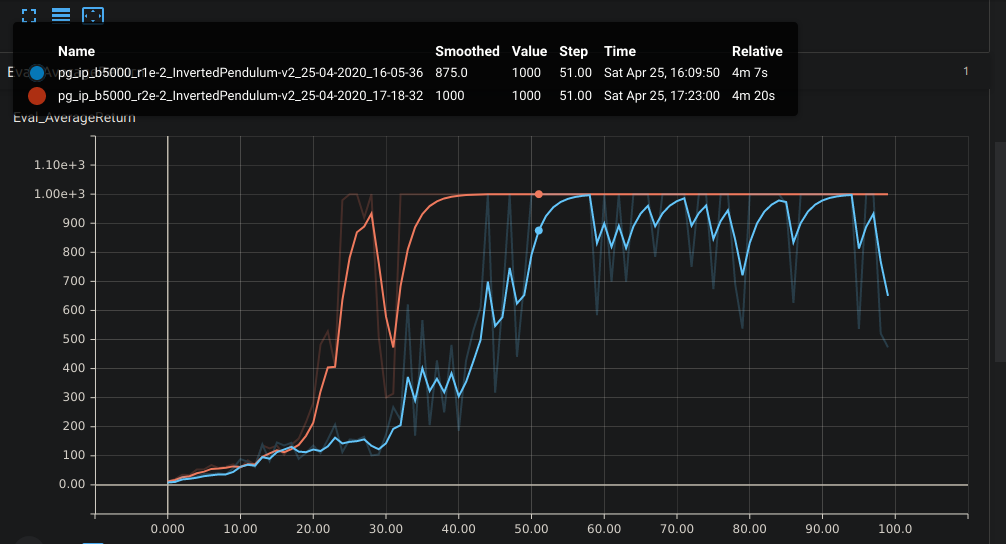 Name Smoothed Value Step Time Relative
pg_ip_b5000_r1e-2_InvertedPendulum-v2_25-04-2020_16-05-36 875.0 1000 51.00 Sat Apr 25, 16:09:50 4m 7s
1
pg_ip_b5000_r2e-2_InvertedPendulum-v2_25-04-2020_17-18-32 1000 1000 51.00 Sat Apr 25, 17:23:00 4m 20s
Eval_AverageReturn
1.10e+3
1.00e+3
900
800
700
600
500
400
300
200
100
0.00
0.000 10.00 20.00 30.00 40.00 50.00 60.00 70.00 80.00 90.00 100.0